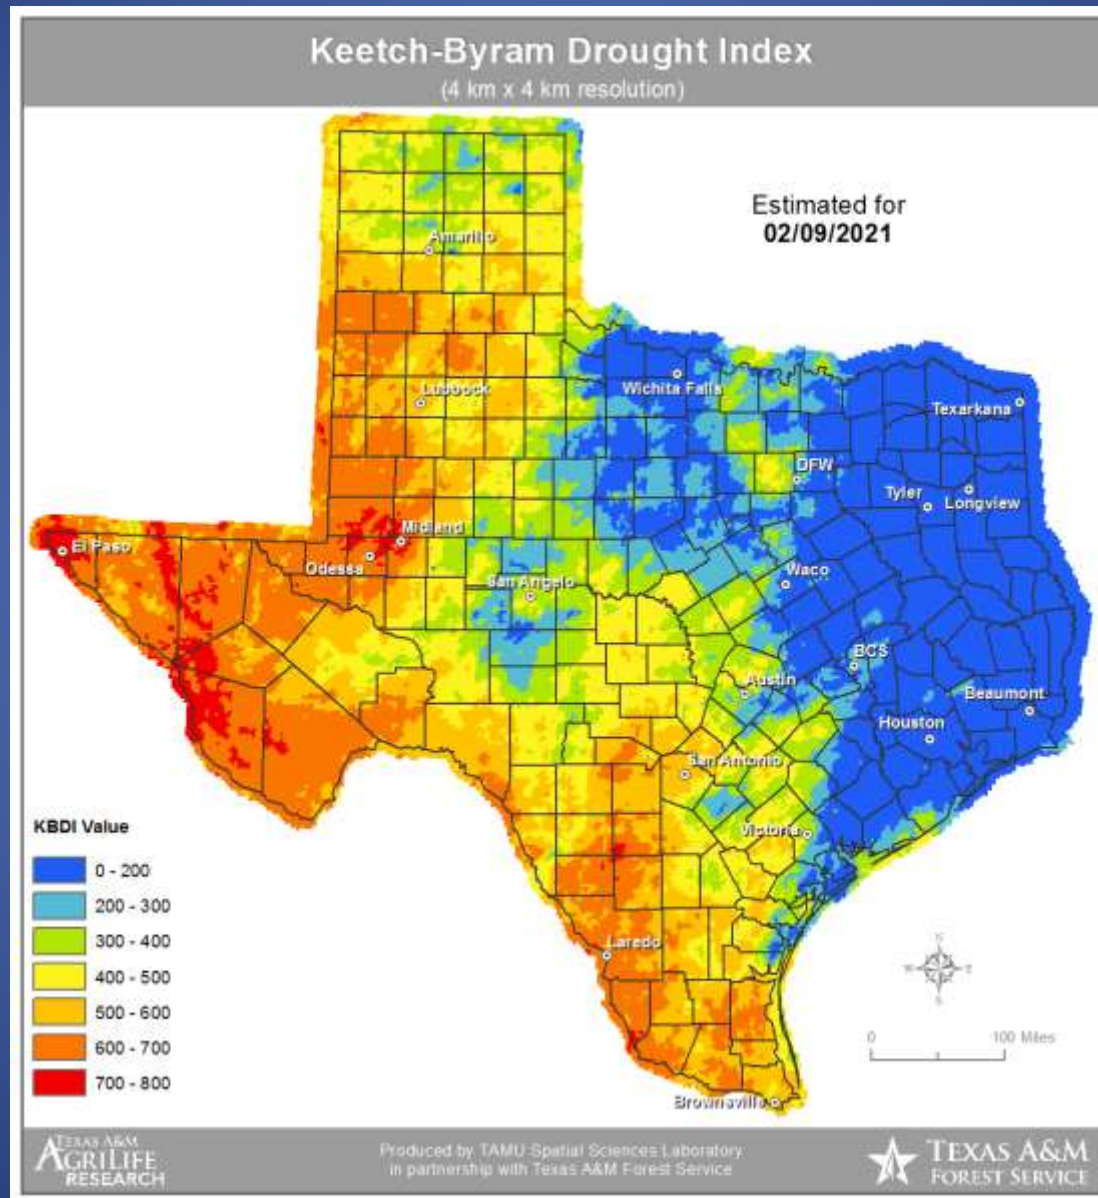 Keetch-Byram Drought Index
(4 km x 4 km resolution)
Estimated for
02/09/2021
Amarillo
Lubbock
Wichita Falls
Texarkana
DFW
Tyler
Longview
Midland
El Paso
Odessa
San Angelo
Waco
BCS
Austin
Beaumont
Houston
San Antonio
Victoria
Laredo
Brownsville
KBDI Value
0 - 200
200 - 300
300 - 400
400 - 500
500 - 600
600 - 700
700 - 800
N
W
E
S
0 100 Miles
TEXAS A&M
AGRILIFE
RESEARCH
Produced by TAMU Spatial Sciences Laboratory
in partnership with Texas A&M Forest Service
TEXAS A&M
FOREST SERVICE